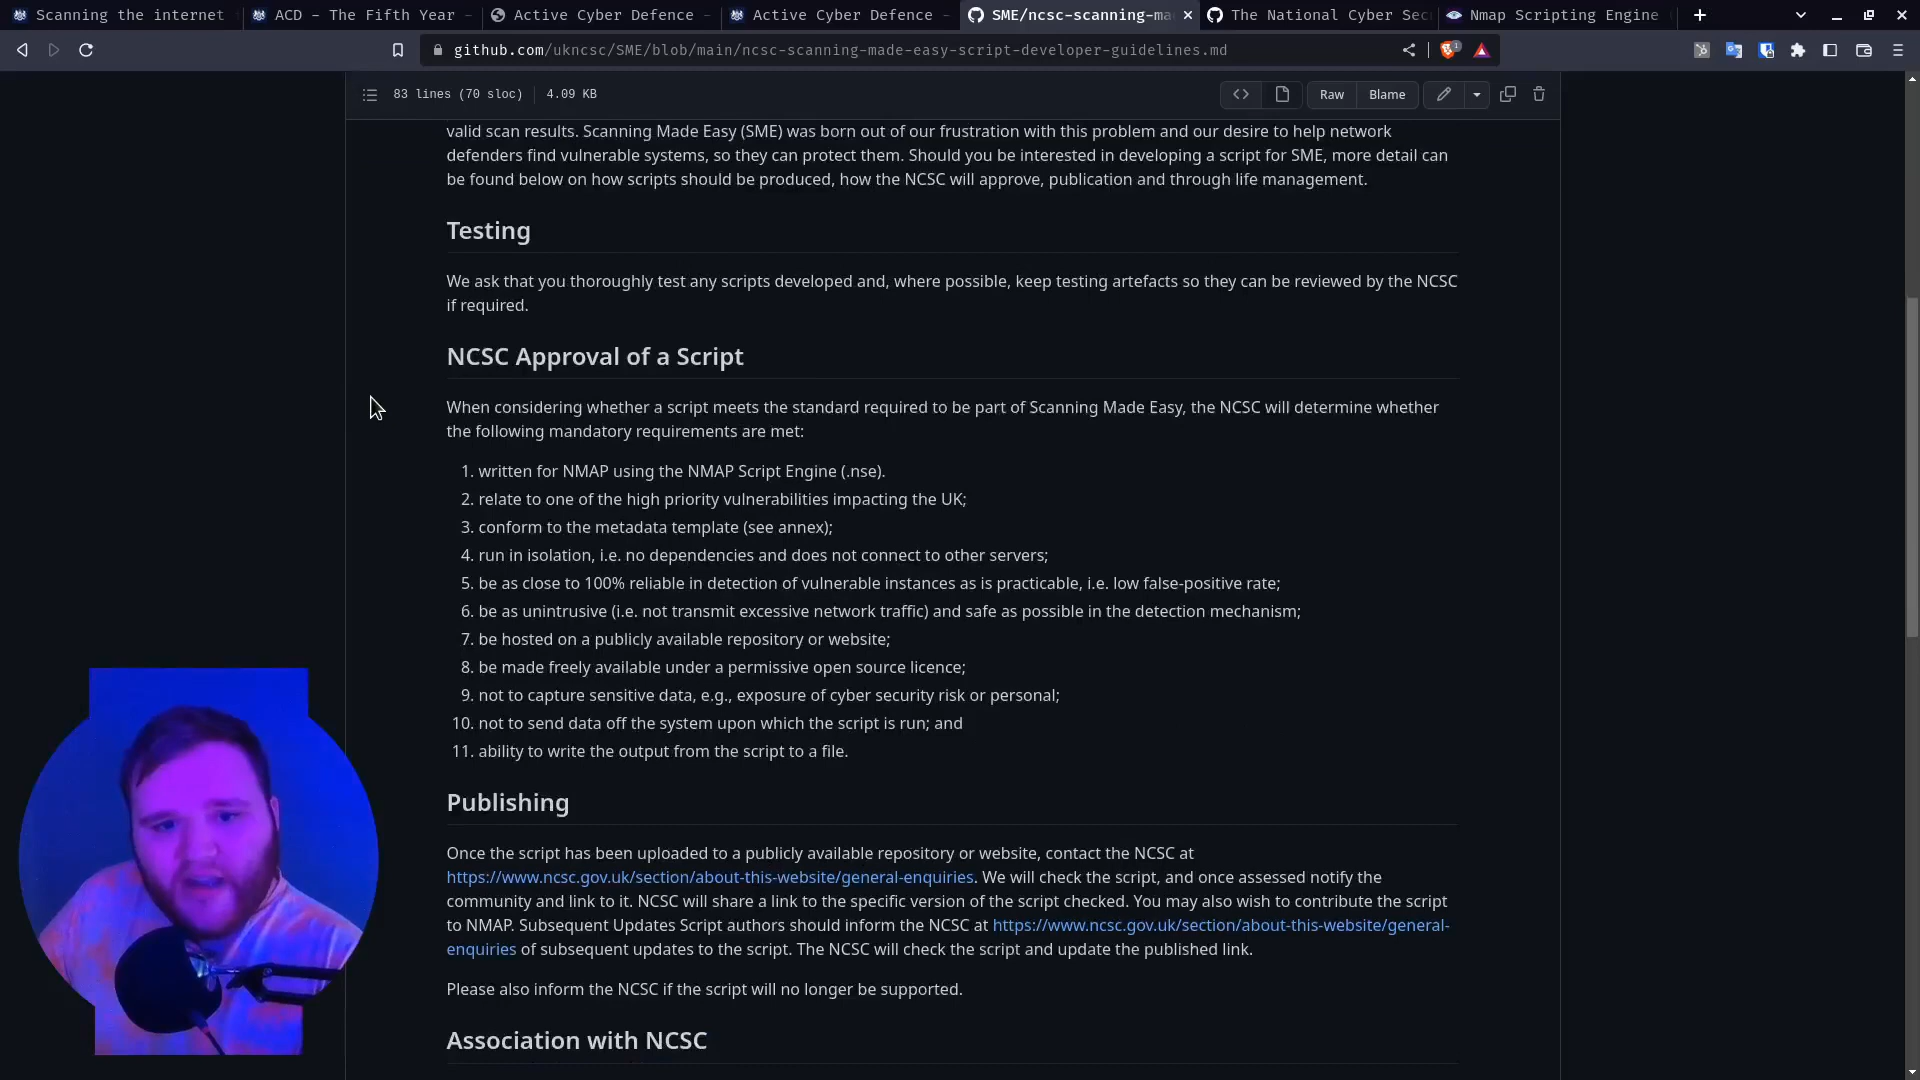 Scanning the internet
ACD - The Fifth Year -
Active Cyber Defence -
Active Cyber Defence -
SME/ncsc-scanning-ma
The National Cyber Sec
Nmap Scripting Engine
github.com/ukncsc/SME/blob/main/ncsc-scanning-made-easy-script-developer-guidelines.md
1
83 lines (70 sloc)
4.09 KB
Raw
Blame
valid scan results. Scanning Made Easy (SME) was born out of our frustration with this problem and our desire to help network
defenders find vulnerable systems, so they can protect them. Should you be interested in developing a script for SME, more detail can
be found below on how scripts should be produced, how the NCSC will approve, publication and through life management.
Testing
We ask that you thoroughly test any scripts developed and, where possible, keep testing artefacts so they can be reviewed by the NCSC
if required.
NCSC Approval of a Script
When considering whether a script meets the standard required to be part of Scanning Made Easy, the NCSC will determine whether
the following mandatory requirements are met:
1. written for NMAP using the NMAP Script Engine (.nse).
2. relate to one of the high priority vulnerabilities impacting the UK;
3. conform to the metadata template (see annex);
4. run in isolation, i.e. no dependencies and does not connect to other servers;
5. be as close to 100% reliable in detection of vulnerable instances as is practicable, i.e. low false-positive rate;
6. be as unintrusive (i.e. not transmit excessive network traffic) and safe as possible in the detection mechanism;
7. be hosted on a publicly available repository or website;
8. be made freely available under a permissive open source licence;
9. not to capture sensitive data, e.g., exposure of cyber security risk or personal;
10. not to send data off the system upon which the script is run; and
11. ability to write the output from the script to a file.
Publishing
Once the script has been uploaded to a publicly available repository or website, contact the NCSC at
https://www.ncsc.gov.uk/section/about-this-website/general-enquiries. We will check the script, and once assessed notify the
community and link to it. NCSC will share a link to the specific version of the script checked. You may also wish to contribute the script
to NMAP. Subsequent Updates Script authors should inform the NCSC at https://www.ncsc.gov.uk/section/about-this-website/general-
enquiries of subsequent updates to the script. The NCSC will check the script and update the published link.
Please also inform the NCSC if the script will no longer be supported.
Association with NCSC